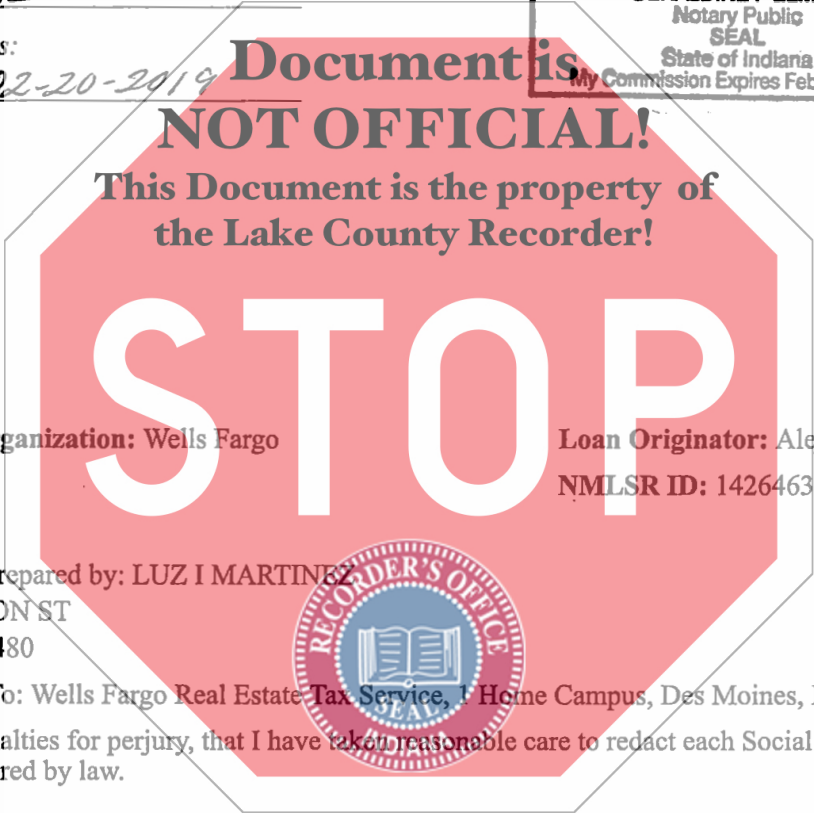 Notary Public
SEAL
s:
State of Indiana
2-20-2019
My Commission Expires Feb
Document is
NOT OFFICIAL!
This Document is the property of
the Lake County Recorder!
STOP
ganization: Wells Fargo
Loan Originator: Ale
NMLSR ID: 1426463
repared by: LUZ I MARTINEZ
ON ST
480
RECORDER'S OFFICE
SEAL
INDIANA
o: Wells Fargo Real Estate Tax Service, 1 Home Campus, Des Moines,
alties for perjury, that I have taken reasonable care to redact each Social
red by law.